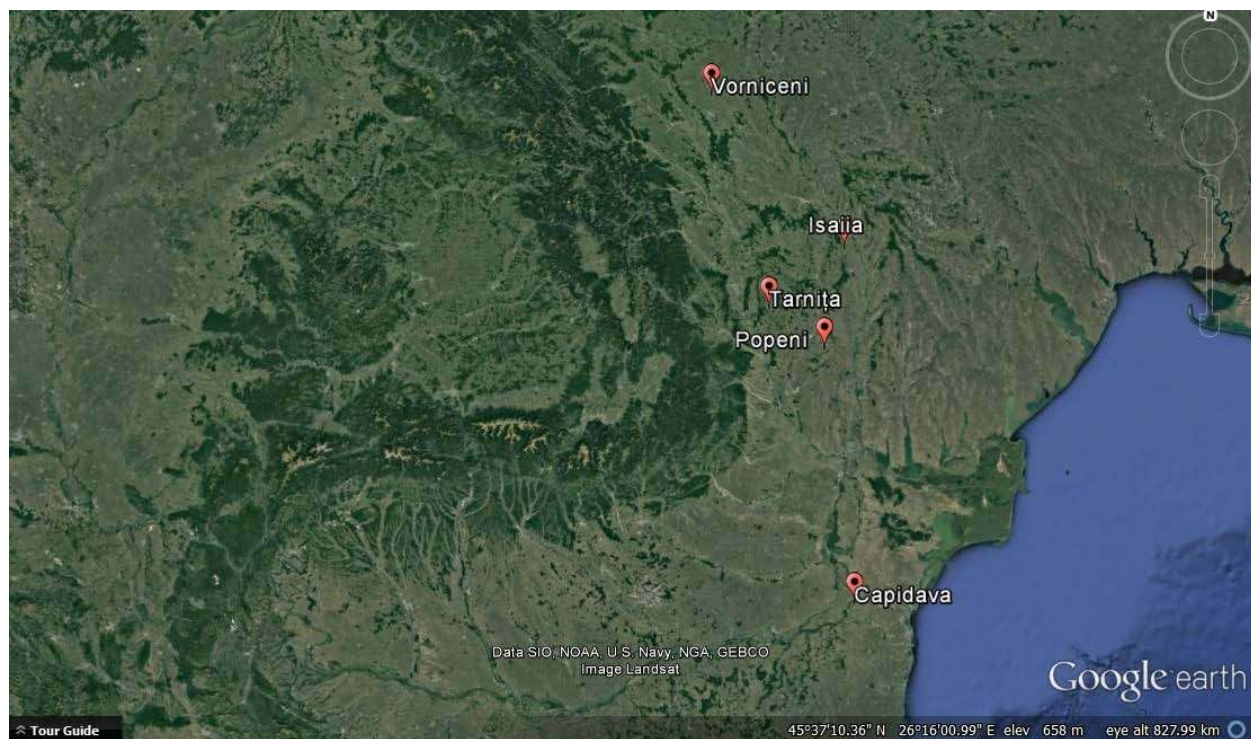 N
Vorniceni
Isaiia
Tarnița
Popeni
Capidava
Data SIO, NOAA, U.S. Navy, NGA, GEBCO
Image Landsat
Google earth
Tour Guide
45°37'10.36" N 26°16'00.99" E elev 658 m eye alt 827.99 km